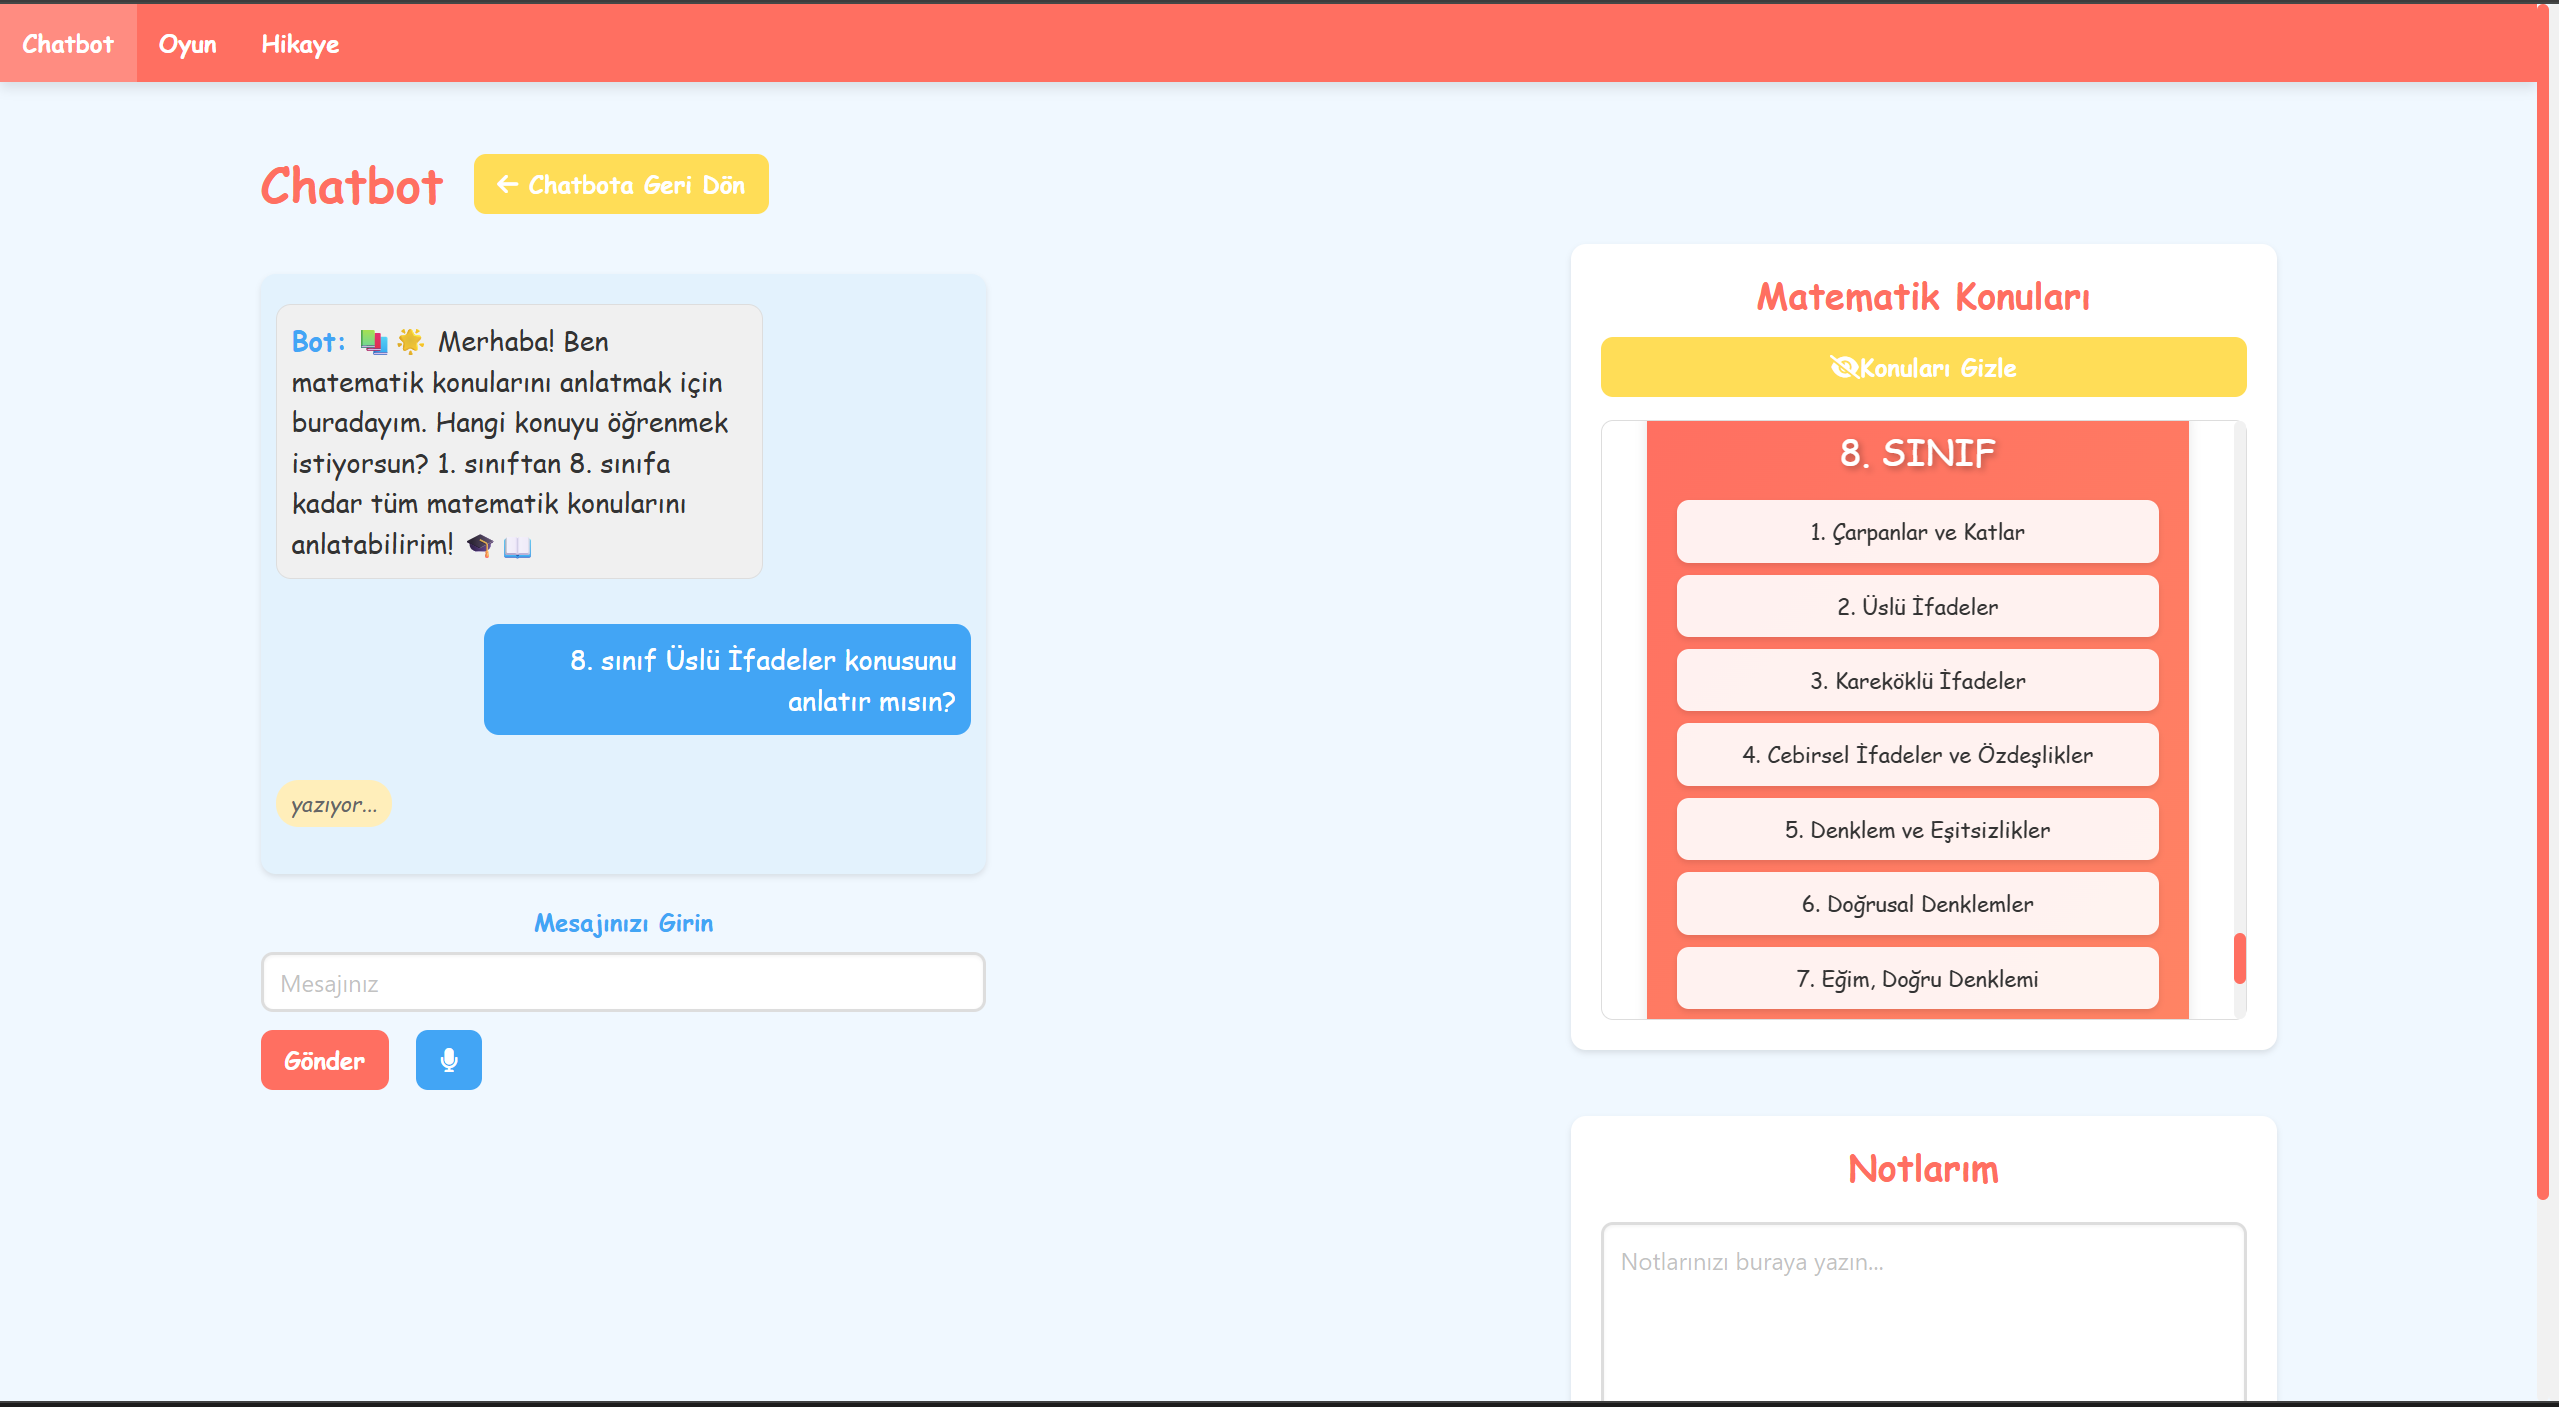 Chatbot
Oyun
Hikaye
Chatbot
Chatbota Geri Dön
Bot: Merhaba! Ben
matematik konularını anlatmak için
buradayım. Hangi konuyu öğrenmek
istiyorsun? 1. sınıftan 8. sınıfa
kadar tüm matematik konularını
anlatabilirim!
8. sınıf Üslü İfadeler konusunu
anlatır mısın?
yazıyor...
Mesajınızı Girin
Mesajınız
Gönder
Matematik Konuları
Konuları Gizle
8. SINIF
1. Çarpanlar ve Katlar
2. Üslü İfadeler
3. Kareköklü İfadeler
4. Cebirsel İfadeler ve Özdeşlikler
5. Denklem ve Eşitsizlikler
6. Doğrusal Denklemler
7. Eğim, Doğru Denklemi
Notlarım
Notlarınızı buraya yazın...